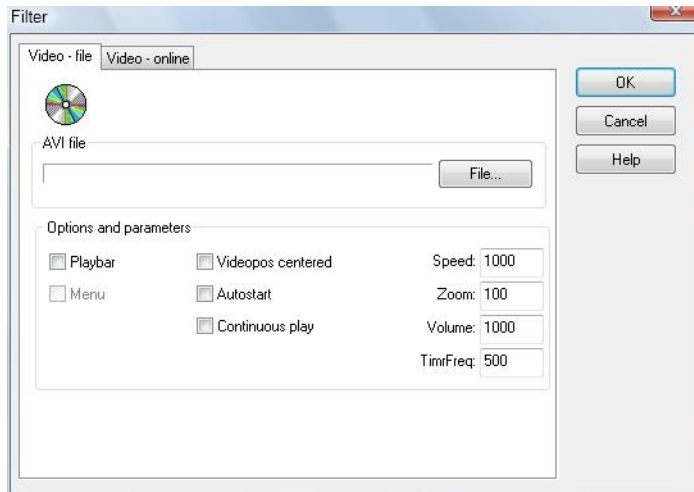 Filter
Video - file
Video - online
OK
Cancel
Help
AVI file
File...
Options and parameters
Playbar
Videopos centered
Speed: 1000
Menu
Autostart
Zoom: 100
Continuous play
Volume: 1000
TimrFreq: 500